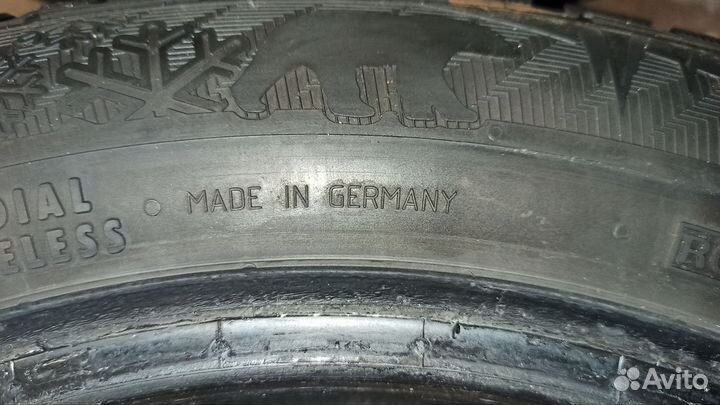 DIAL
ELESS
MADE IN GERMANY
R
Avito